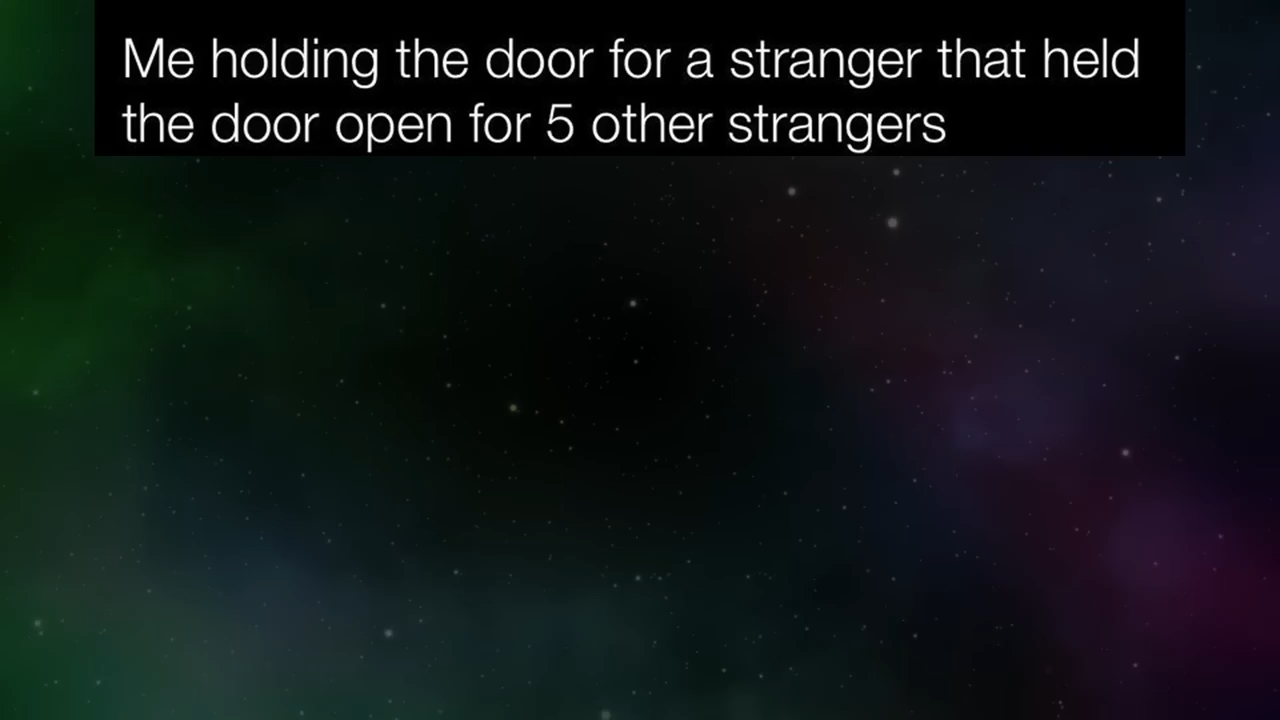 Me holding the door for a stranger that held
the door open for 5 other strangers